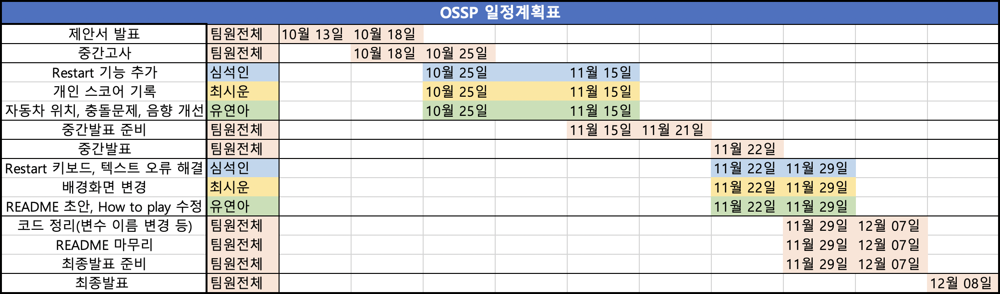 OSSP 일정계획표
제안서 발표 팀원전체 10월 13일 10월 18일
중간고사 팀원전체 10월 18일 10월 25일
Restart 기능 추가 심석인 10월 25일 11월 15일
개인 스코어 기록 최시운 10월 25일 11월 15일
자동차 위치, 충돌문제, 음향 개선 유연아 10월 25일 11월 15일
중간발표 준비 팀원전체 11월 15일 11월 21일
중간발표 팀원전체 11월 22일
Restart 키보드, 텍스트 오류 해결 심석인 11월 22일 11월 29일
배경화면 변경 최시운 11월 22일 11월 29일
README 초안, How to play 수정 유연아 11월 22일 11월 29일
코드 정리(변수 이름 변경 등) 팀원전체 11월 29일 12월 07일
README 마무리 팀원전체 11월 29일 12월 07일
최종발표 준비 팀원전체 11월 29일 12월 07일
최종발표 팀원전체 12월 08일